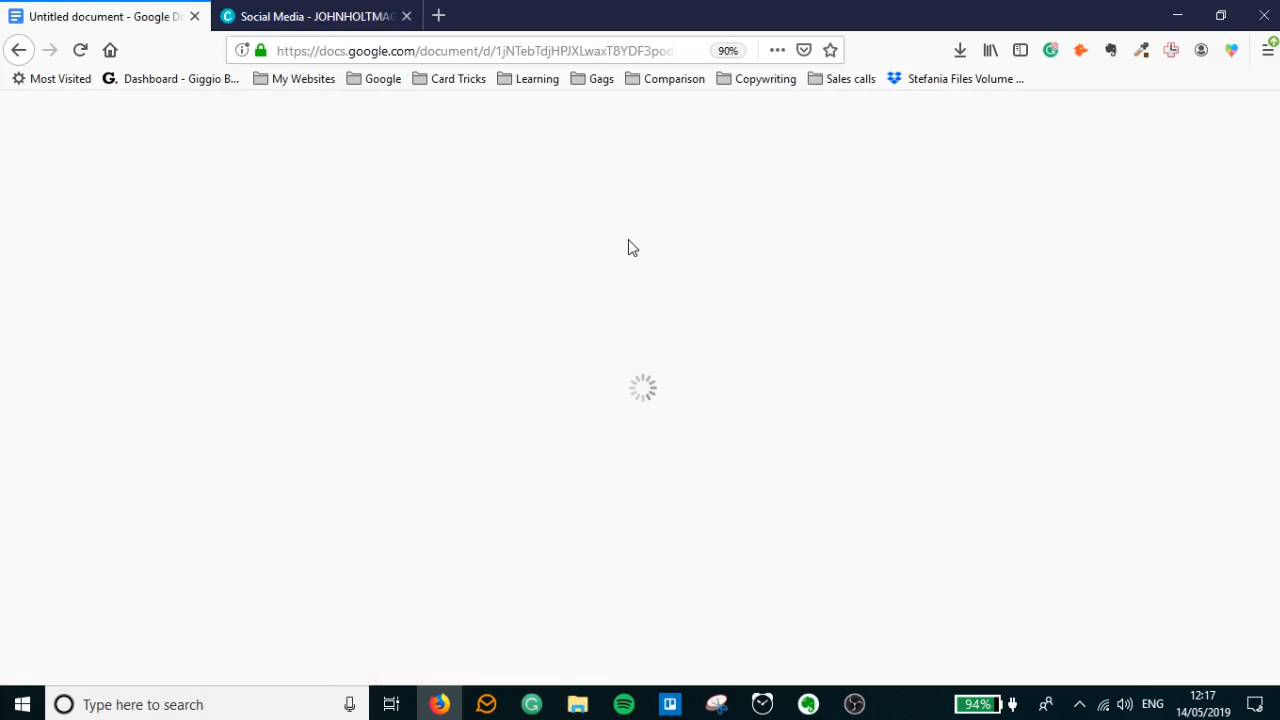 Untitled document - Google D
Social Media - JOHNHOLTMAG
https://docs.google.com/document/d/1jNTebTdjHPJXLwaxT8YDF3pod
90%
Most Visited
G. Dashboard - Giggio B...
My Websites
Google
Card Tricks
Learning
Gags
Comparison
Copywriting
Sales calls
Stefania Files Volume ...
Type here to search
94%
ENG
12:17
14/05/2019